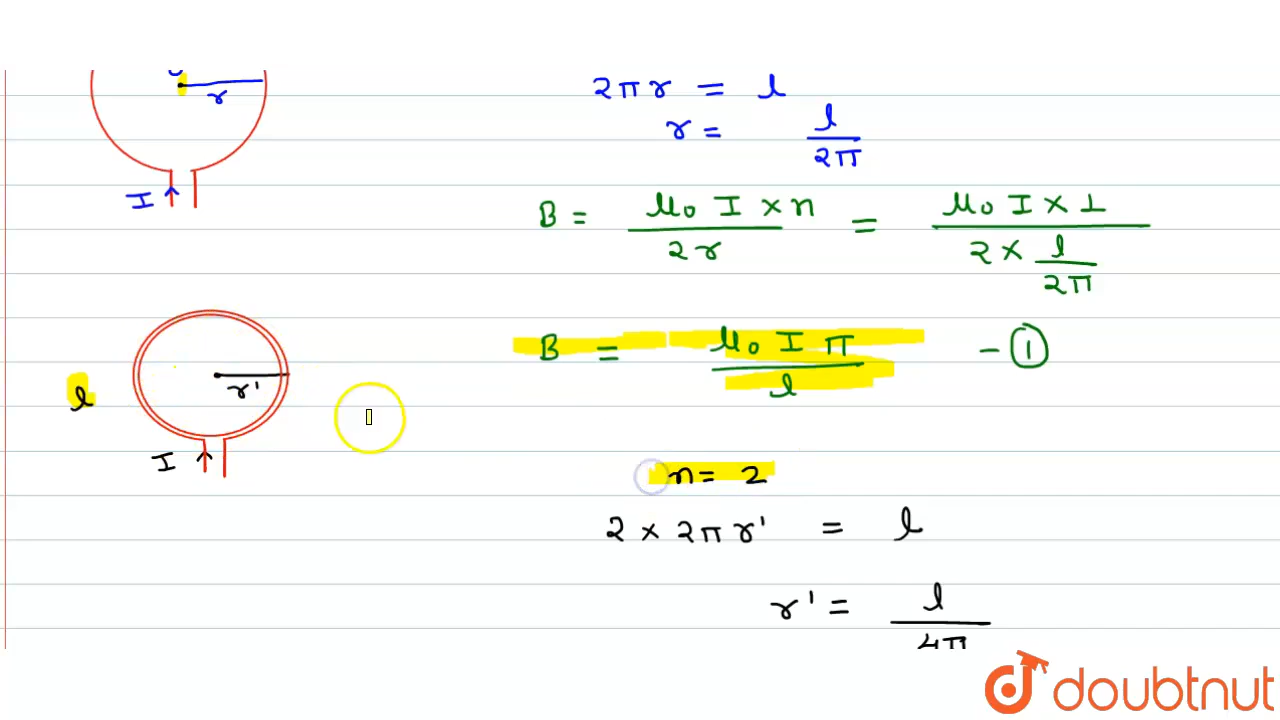 r
2πr = l
r = l/2π
I
B = μ₀ I × n / 2r = μ₀ I × 1 / 2 × l/2π
B = μ₀ I π / l - ①
l
r'
I
n = 2
2 × 2πr' = l
r' = l/4π
doubtnut